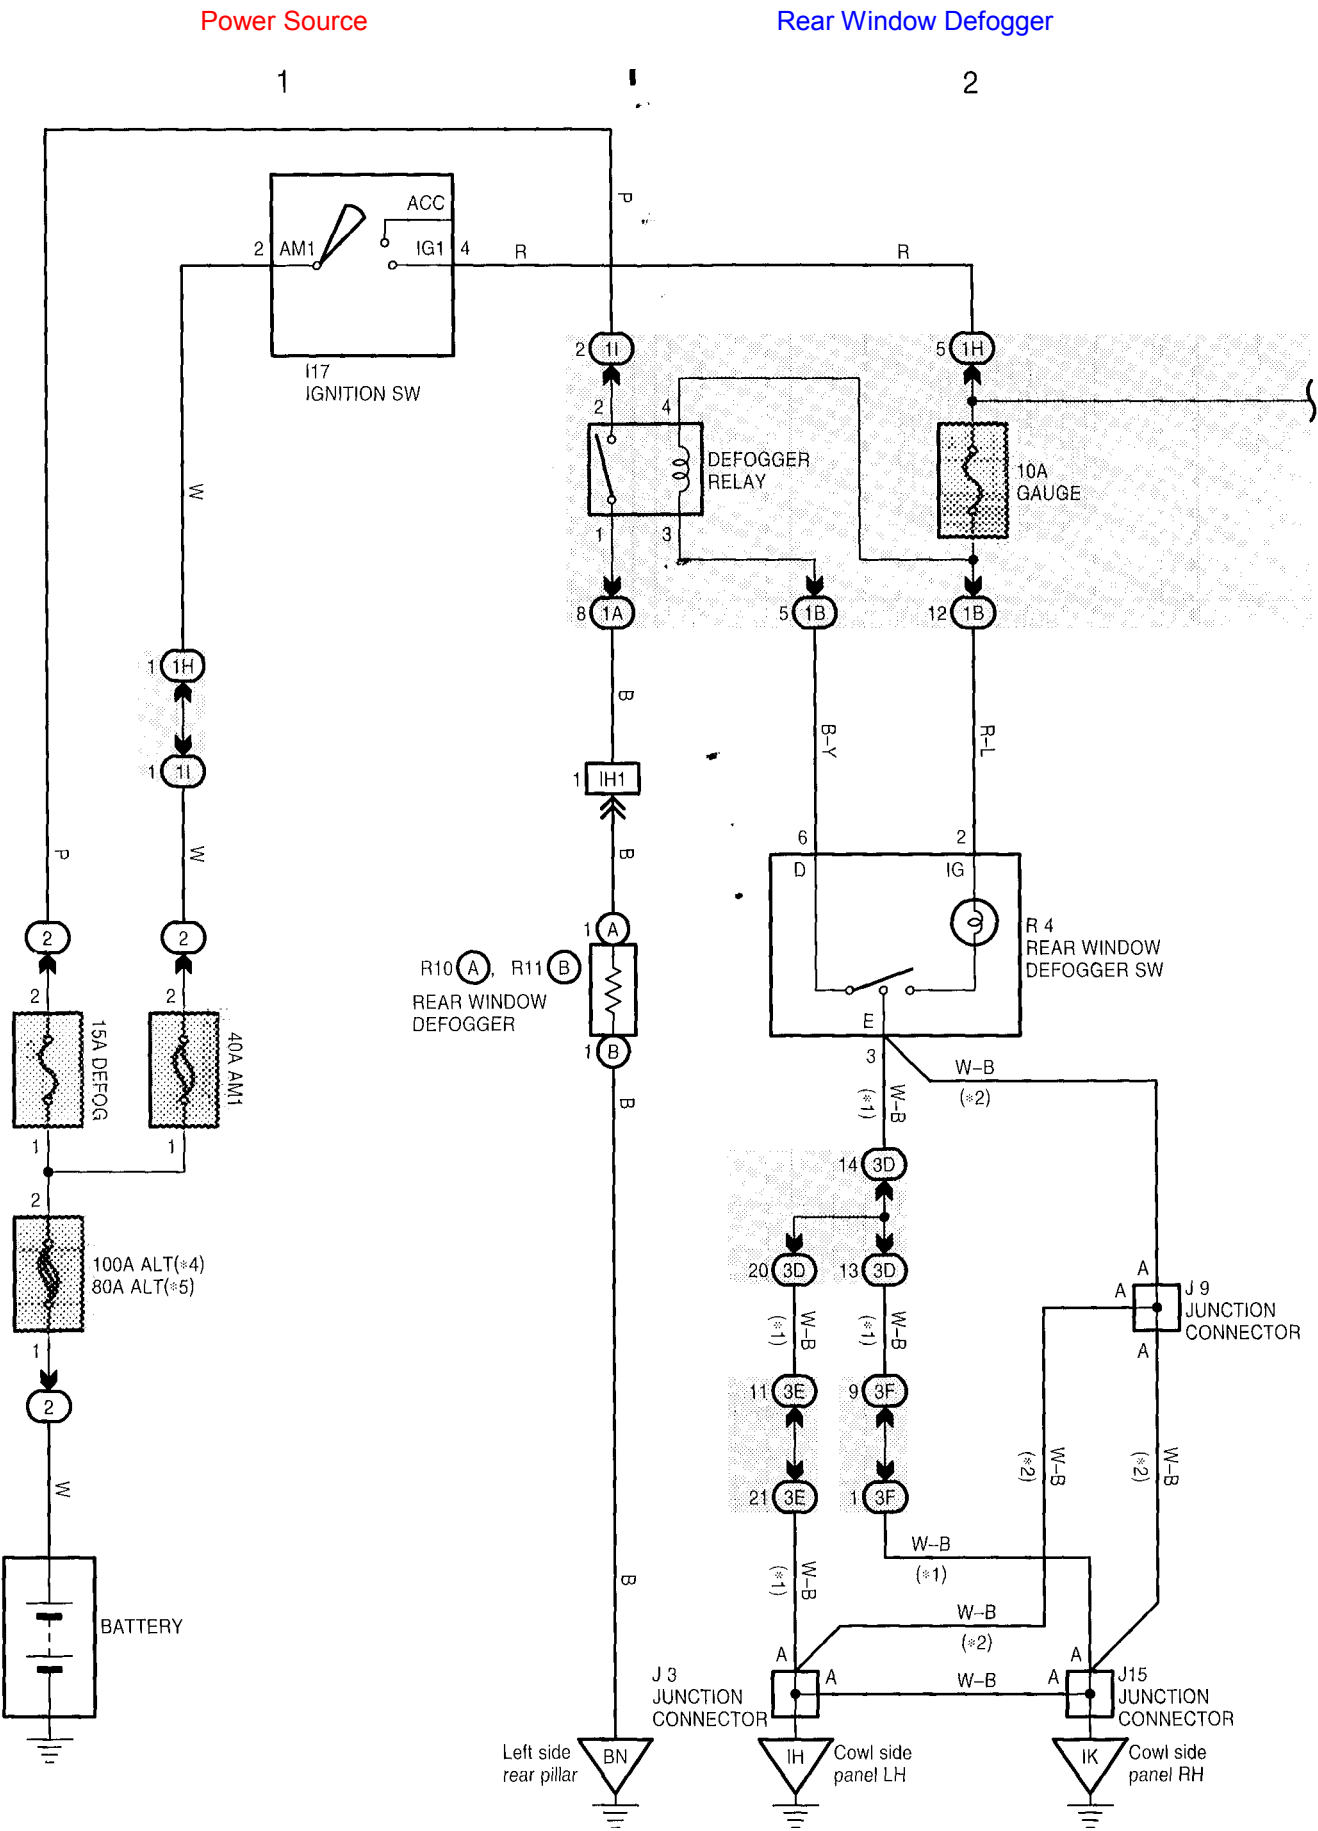 Power Source
Rear Window Defogger
1
2
P
ACC
2
AM1
IG1
4
R
R
I17
IGNITION SW
2
1I
5
1H
2
4
DEFOGGER
RELAY
10A
GAUGE
W
1
3
8
1A
5
1B
12
1B
1
1H
B
B-Y
R-L
1
1I
1
IH1
6
2
P
W
B
D
IG
2
2
1
A
R10 A, R11 B
REAR WINDOW
DEFOGGER
R 4
REAR WINDOW
DEFOGGER SW
2
2
15A DEFOG
40A AM1
E
1
B
3
W-B
(*1)
W-B
(*2)
B
1
1
14
3D
2
100A ALT(*4)
80A ALT(*5)
20
3D
13
3D
A
A
J 9
JUNCTION
CONNECTOR
A
W-B
(*1)
W-B
(*1)
1
2
11
3E
9
3F
W-B
(*2)
W-B
(*2)
W
21
3E
1
3F
W-B
(*1)
B
W-B
(*1)
W-B
(*2)
BATTERY
A
A
J 3
JUNCTION
CONNECTOR
W-B
A
A
J15
JUNCTION
CONNECTOR
Left side
rear pillar
BN
IH
Cowl side
panel LH
IK
Cowl side
panel RH